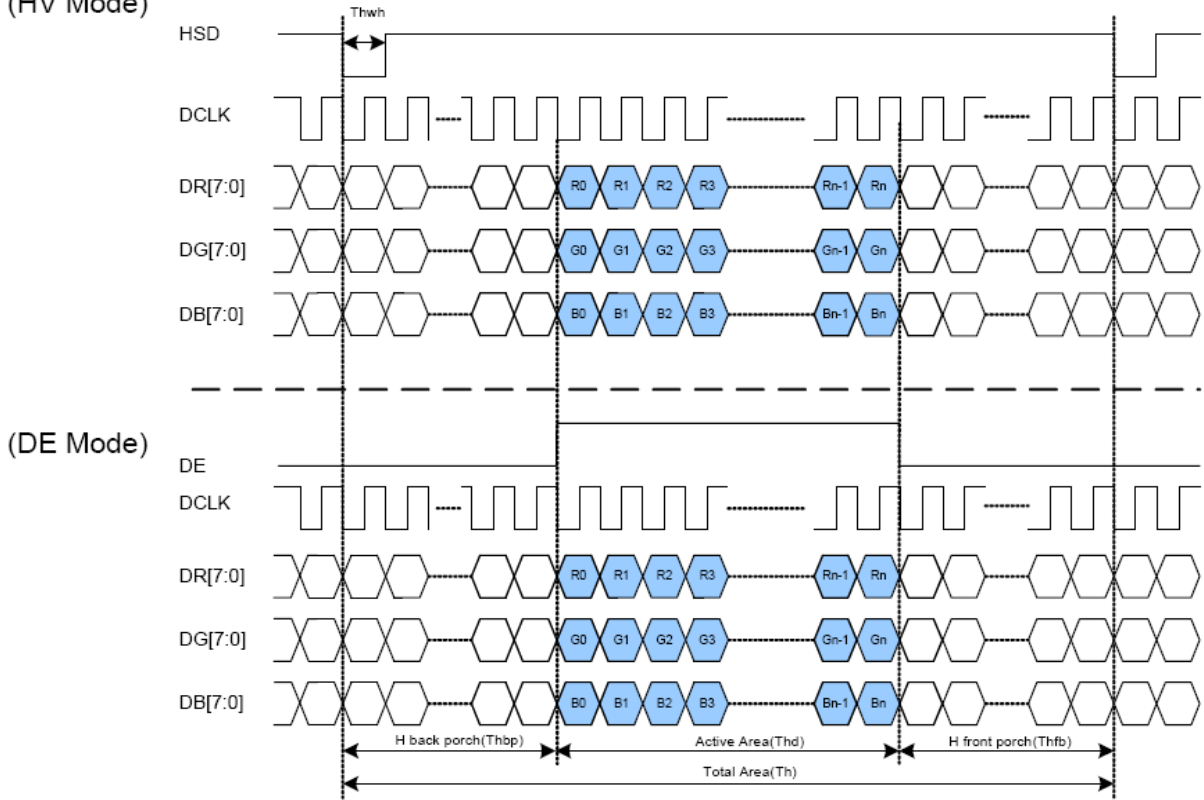 (HV Mode)
Thwh
HSD
DCLK
DR[7:0] R0 R1 R2 R3 Rn-1 Rn
DG[7:0] G0 G1 G2 G3 Gn-1 Gn
DB[7:0] B0 B1 B2 B3 Bn-1 Bn
(DE Mode)
DE
DCLK
DR[7:0] R0 R1 R2 R3 Rn-1 Rn
DG[7:0] G0 G1 G2 G3 Gn-1 Gn
DB[7:0] B0 B1 B2 B3 Bn-1 Bn
H back porch(Thbp) Active Area(Thd) H front porch(Thfb)
Total Area(Th)